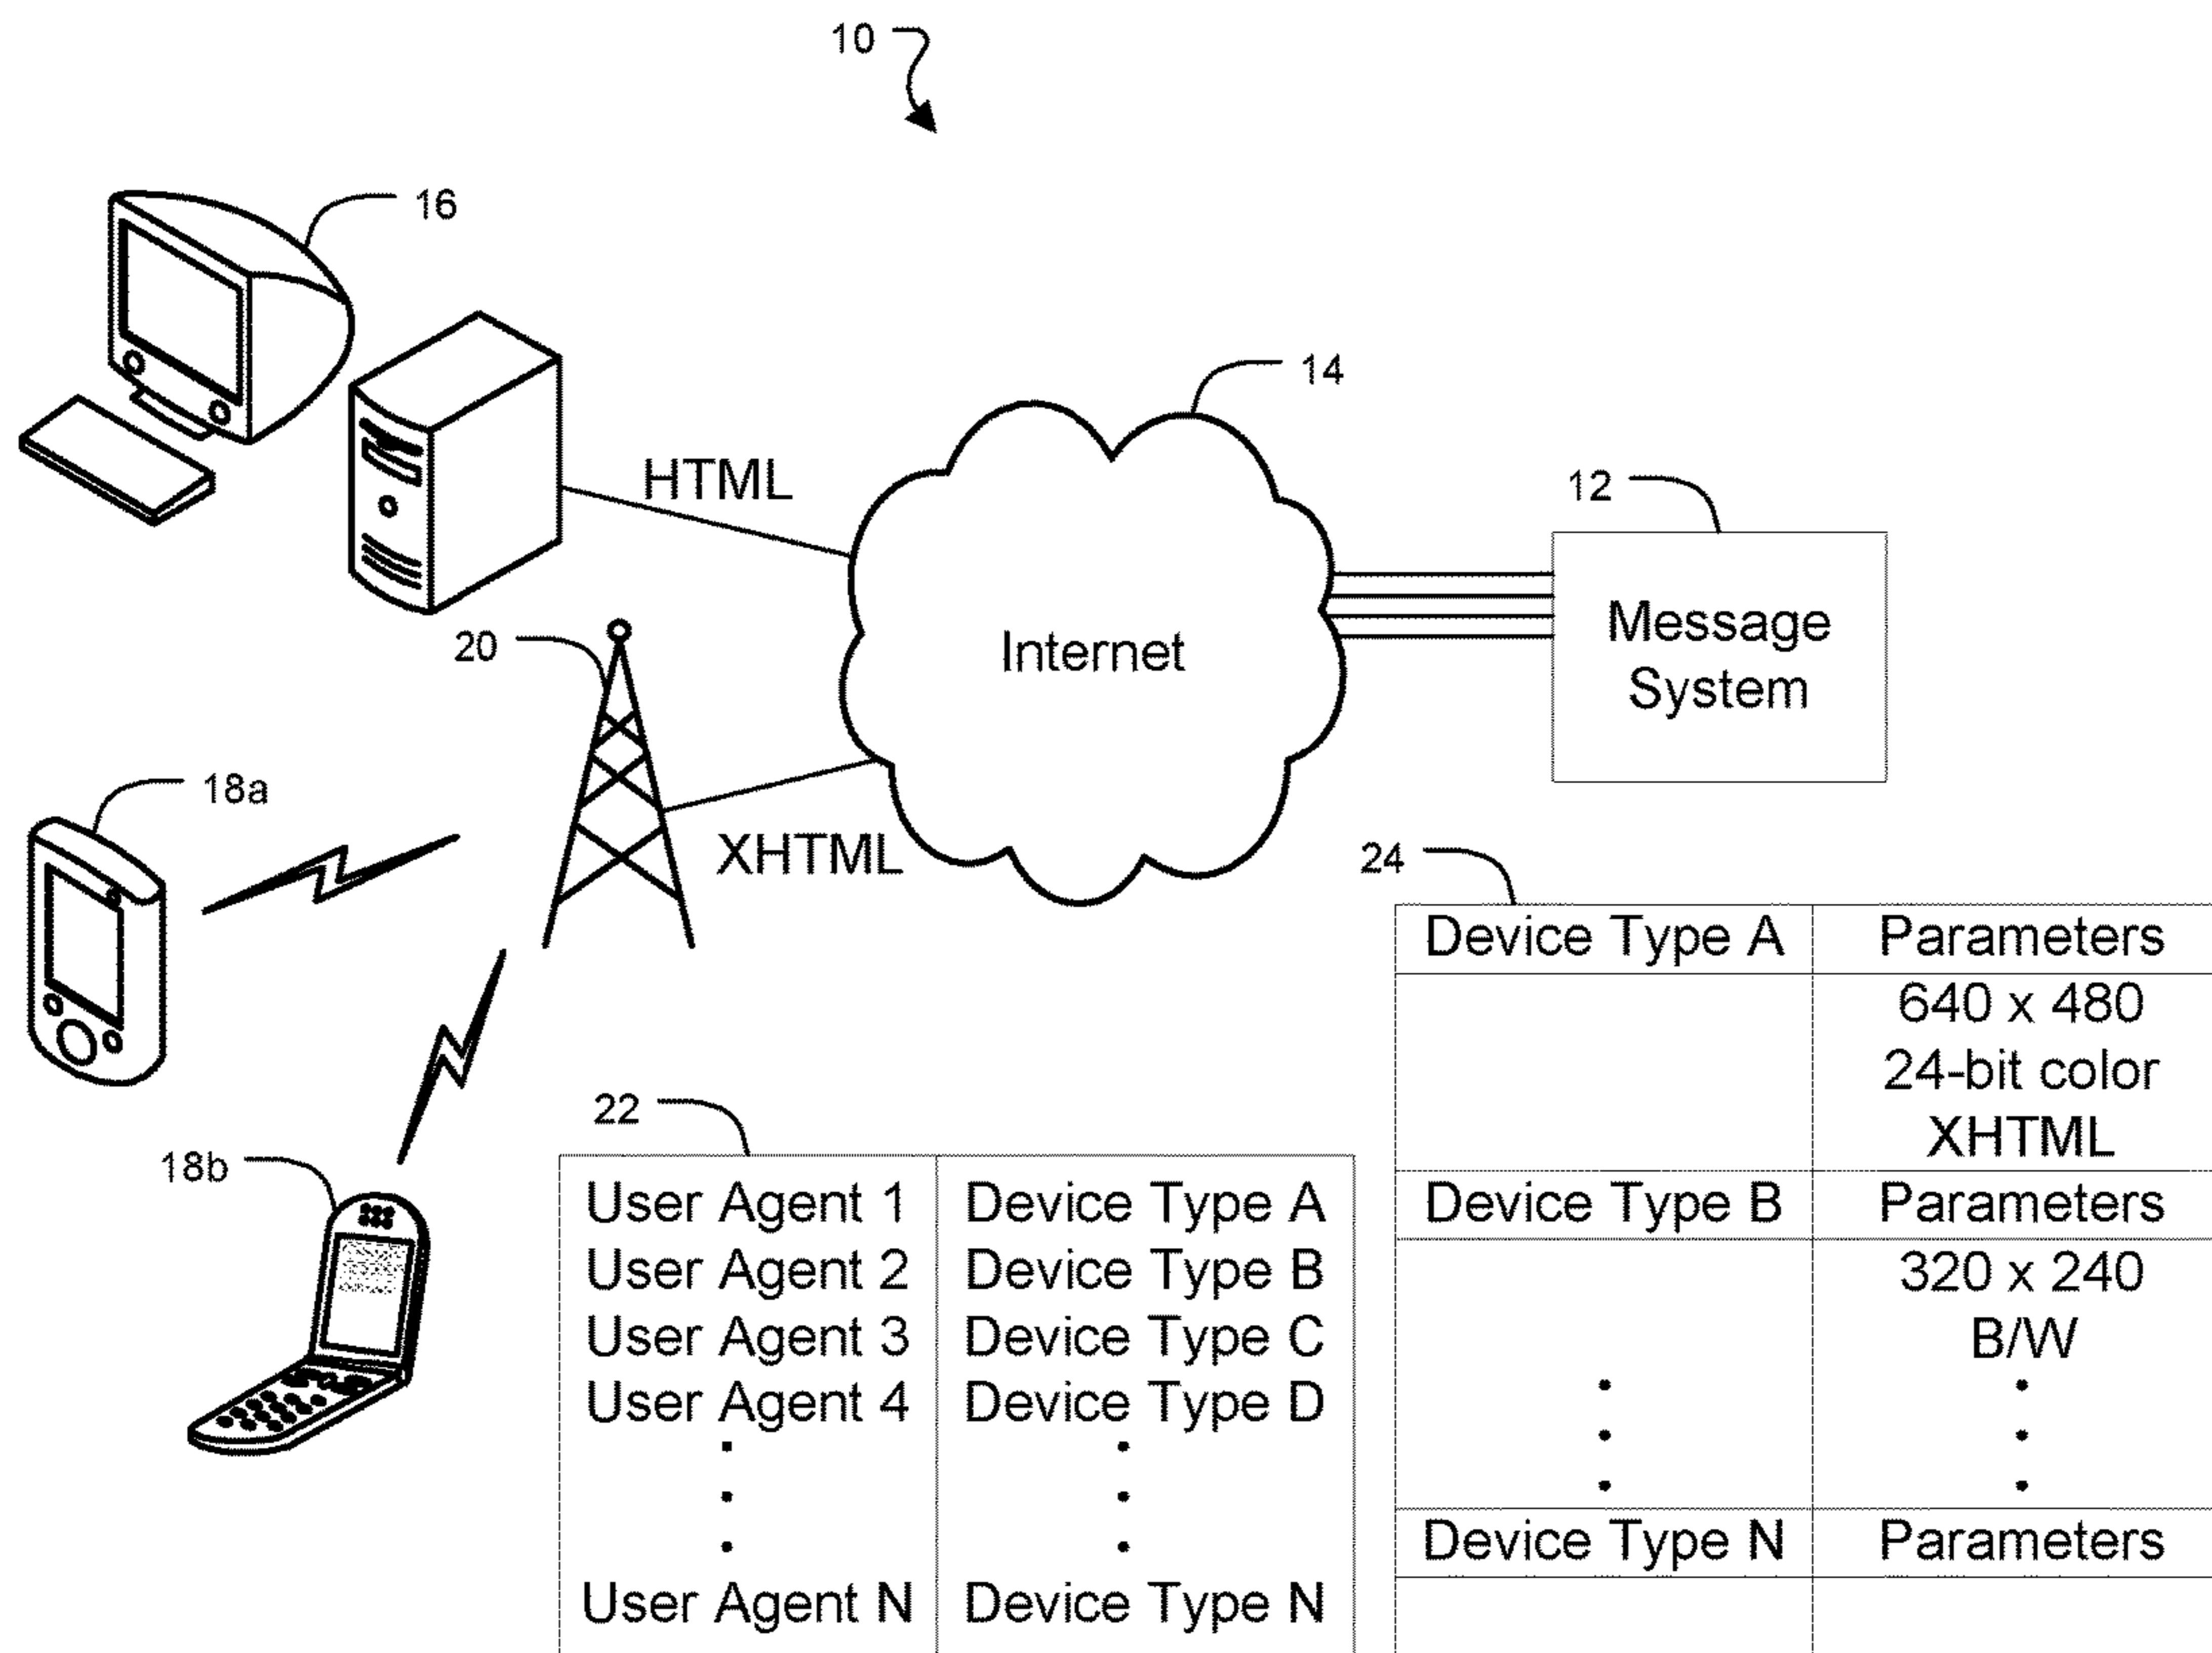 10
16
14
HTML
12
Internet
Message
System
20
XHTML
18a
18b
24
Device Type A Parameters
640 x 480
24-bit color
XHTML
Device Type B Parameters
320 x 240
B/W
Device Type N Parameters
22
User Agent 1 Device Type A
User Agent 2 Device Type B
User Agent 3 Device Type C
User Agent 4 Device Type D
User Agent N Device Type N